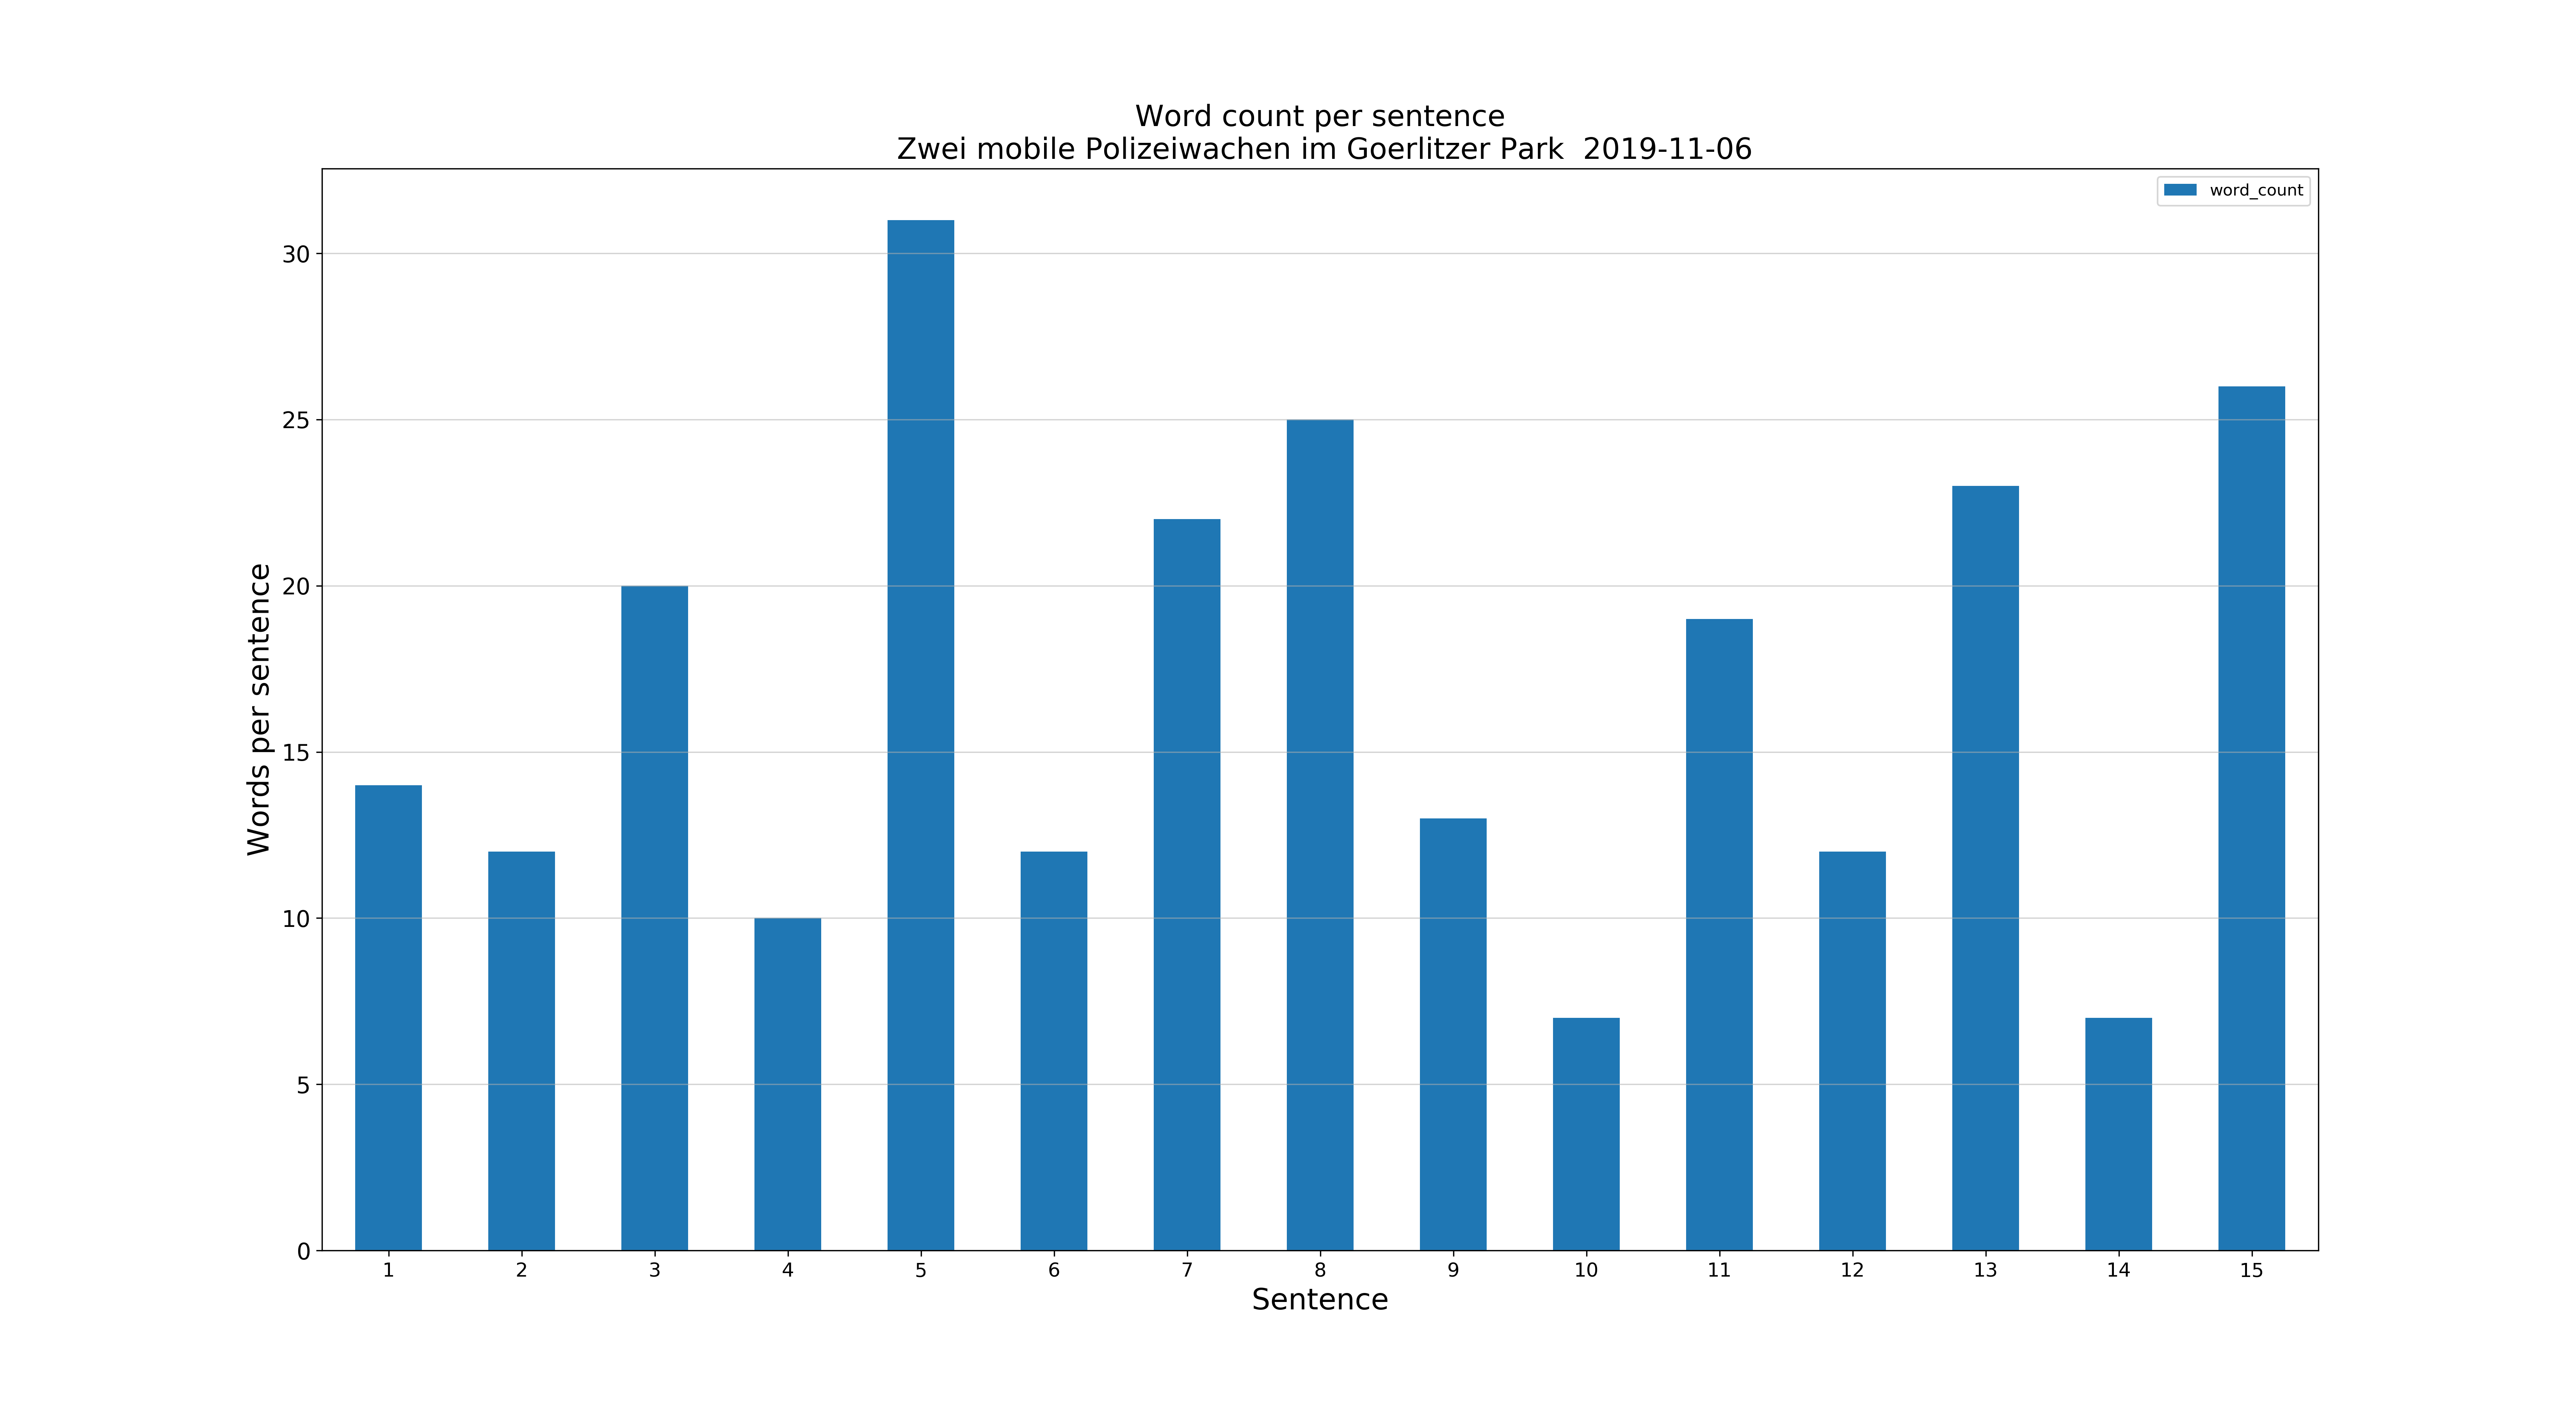 Word count per sentence
Zwei mobile Polizeiwachen im Goerlitzer Park  2019-11-06
word_count
30
25
20
15
10
5
0
Words per sentence
1 2 3 4 5 6 7 8 9 10 11 12 13 14 15
Sentence